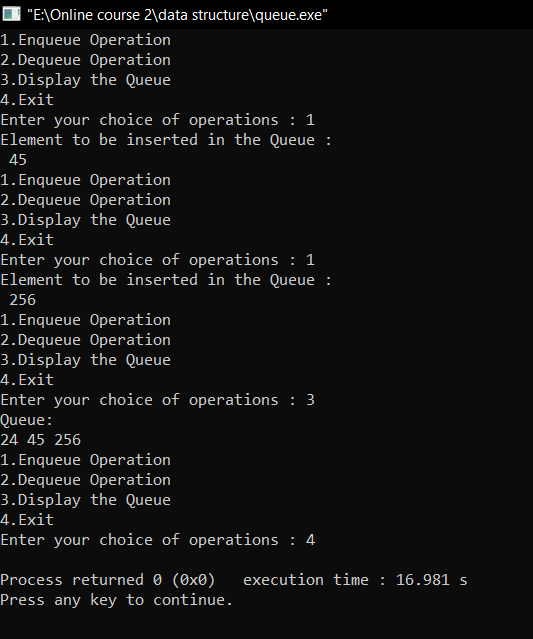 "E:\Online course 2\data structure\queue.exe"
1.Enqueue Operation
2.Dequeue Operation
3.Display the Queue
4.Exit
Enter your choice of operations : 1
Element to be inserted in the Queue :
 45
1.Enqueue Operation
2.Dequeue Operation
3.Display the Queue
4.Exit
Enter your choice of operations : 1
Element to be inserted in the Queue :
 256
1.Enqueue Operation
2.Dequeue Operation
3.Display the Queue
4.Exit
Enter your choice of operations : 3
Queue:
24 45 256
1.Enqueue Operation
2.Dequeue Operation
3.Display the Queue
4.Exit
Enter your choice of operations : 4

Process returned 0 (0x0)   execution time : 16.981 s
Press any key to continue.